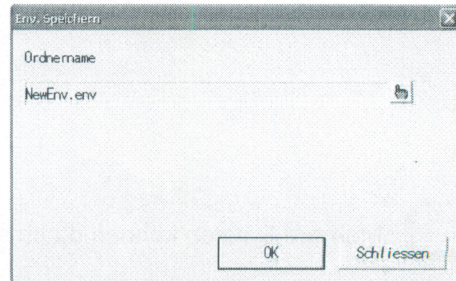 Env. Speichern
Ordnername
NewEnv.env
OK
Schliessen